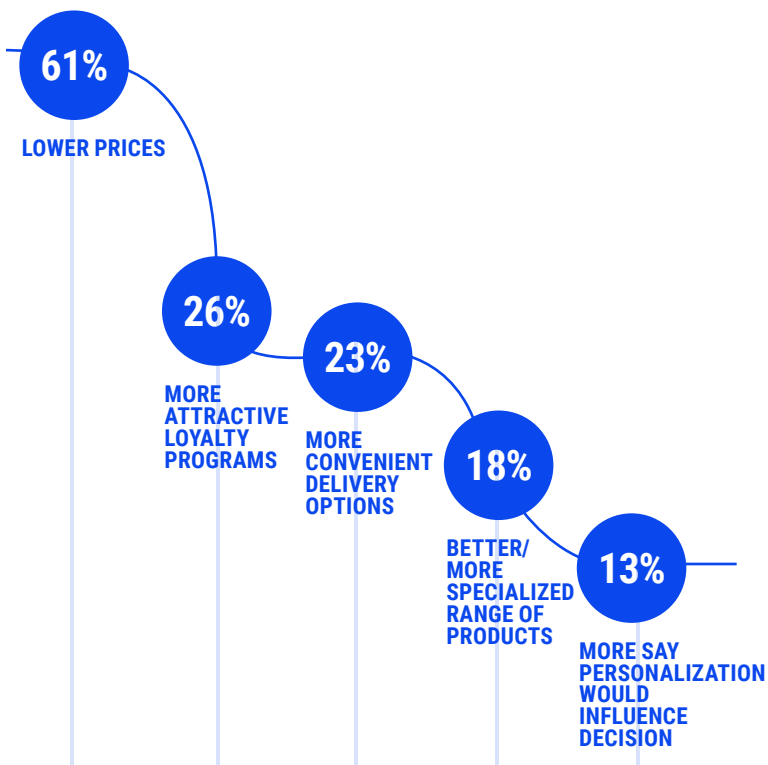 61%
LOWER PRICES
26%
MORE
ATTRACTIVE
LOYALTY
PROGRAMS
23%
MORE
CONVENIENT
DELIVERY
OPTIONS
18%
BETTER/
MORE
SPECIALIZED
RANGE OF
PRODUCTS
13%
MORE SAY
PERSONALIZATION
WOULD
INFLUENCE
DECISION